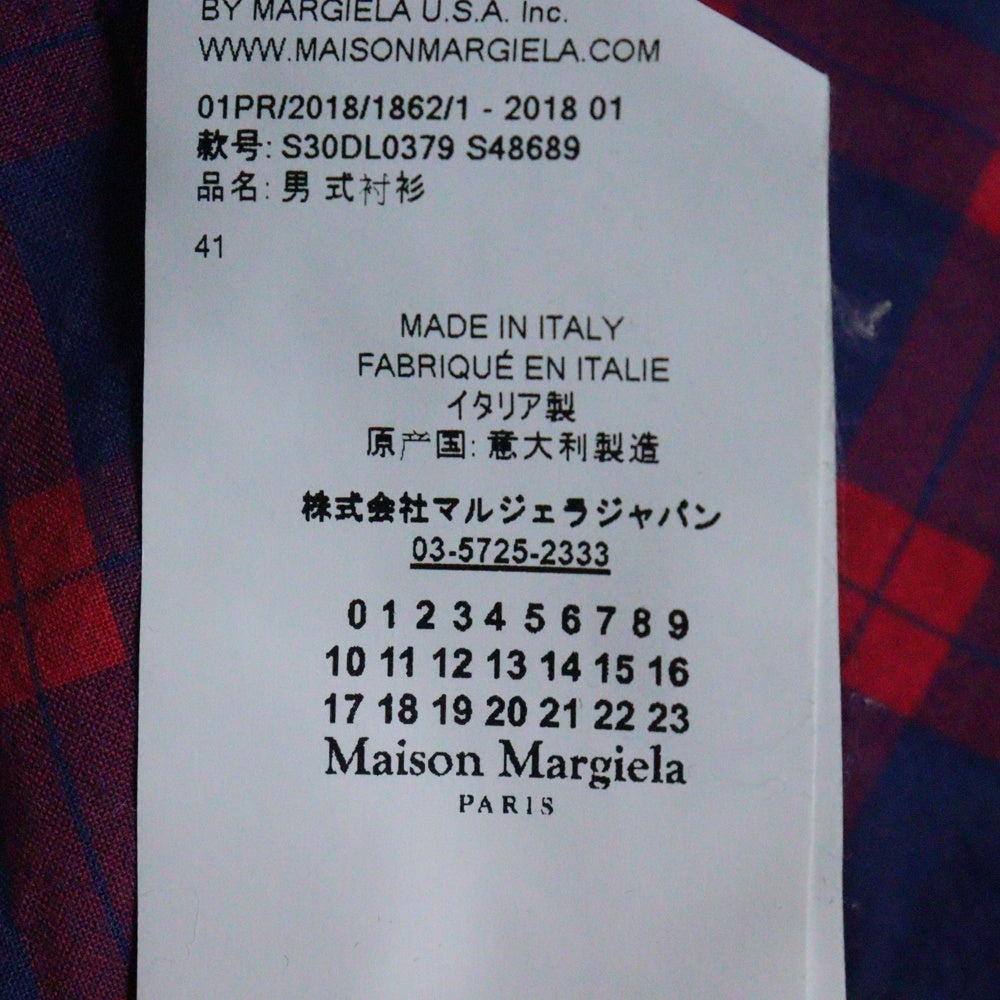 BY MARGIELA U.S.A. Inc.
WWW.MAISONMARGIELA.COM
01PR/2018/1862/1 - 2018 01
款号: S30DL0379 S48689
品名: 男 式衬衫
41
MADE IN ITALY
FABRIQUÉ EN ITALIE
イタリア製
原产国: 意大利製造
株式会社マルジェラジャパン
03-5725-2333
0 1 2 3 4 5 6 7 8 9
10 11 12 13 14 15 16
17 18 19 20 21 22 23
Maison Margiela
PARIS